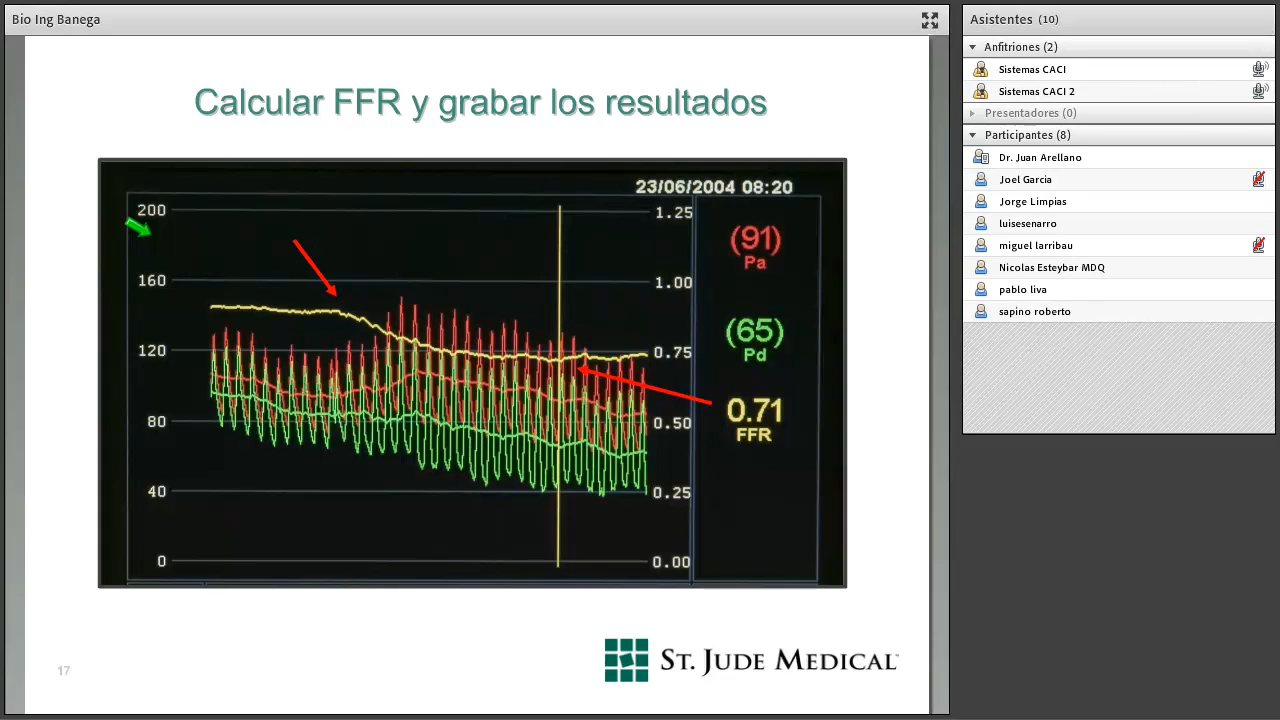 Bio Ing Banega
Calcular FFR y grabar los resultados
23/06/2004 08:20
200
160
120
80
40
0
1.25
1.00
0.75
0.50
0.25
0.00
(91)
Pa
(65)
Pd
0.71
FFR
17
ST. JUDE MEDICAL™
Asistentes (10)
Anfitriones (2)
Sistemas CACI
Sistemas CACI 2
Presentadores (0)
Participantes (8)
Dr. Juan Arellano
Joel Garcia
Jorge Limpias
luisesenarro
miguel larribau
Nicolas Esteybar MDQ
pablo liva
sapino roberto